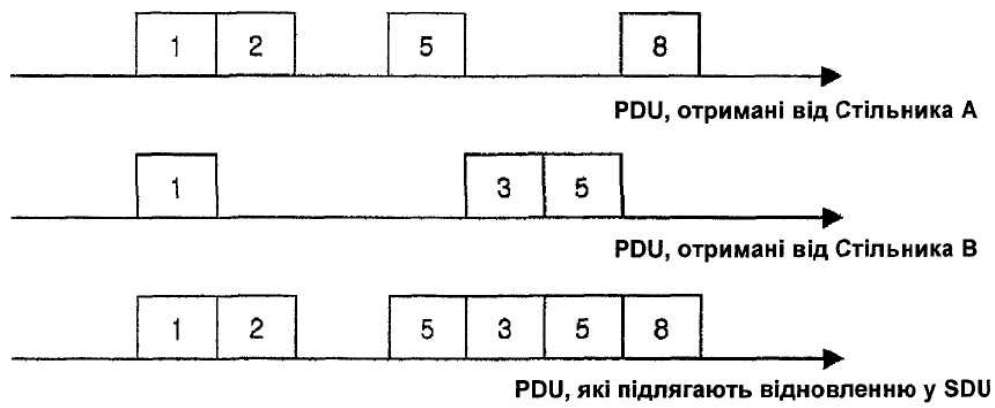 1 2 5 8
PDU, отримані від Стільника A
1 3 5
PDU, отримані від Стільника B
1 2 5 3 5 8
PDU, які підлягають відновленню у SDU